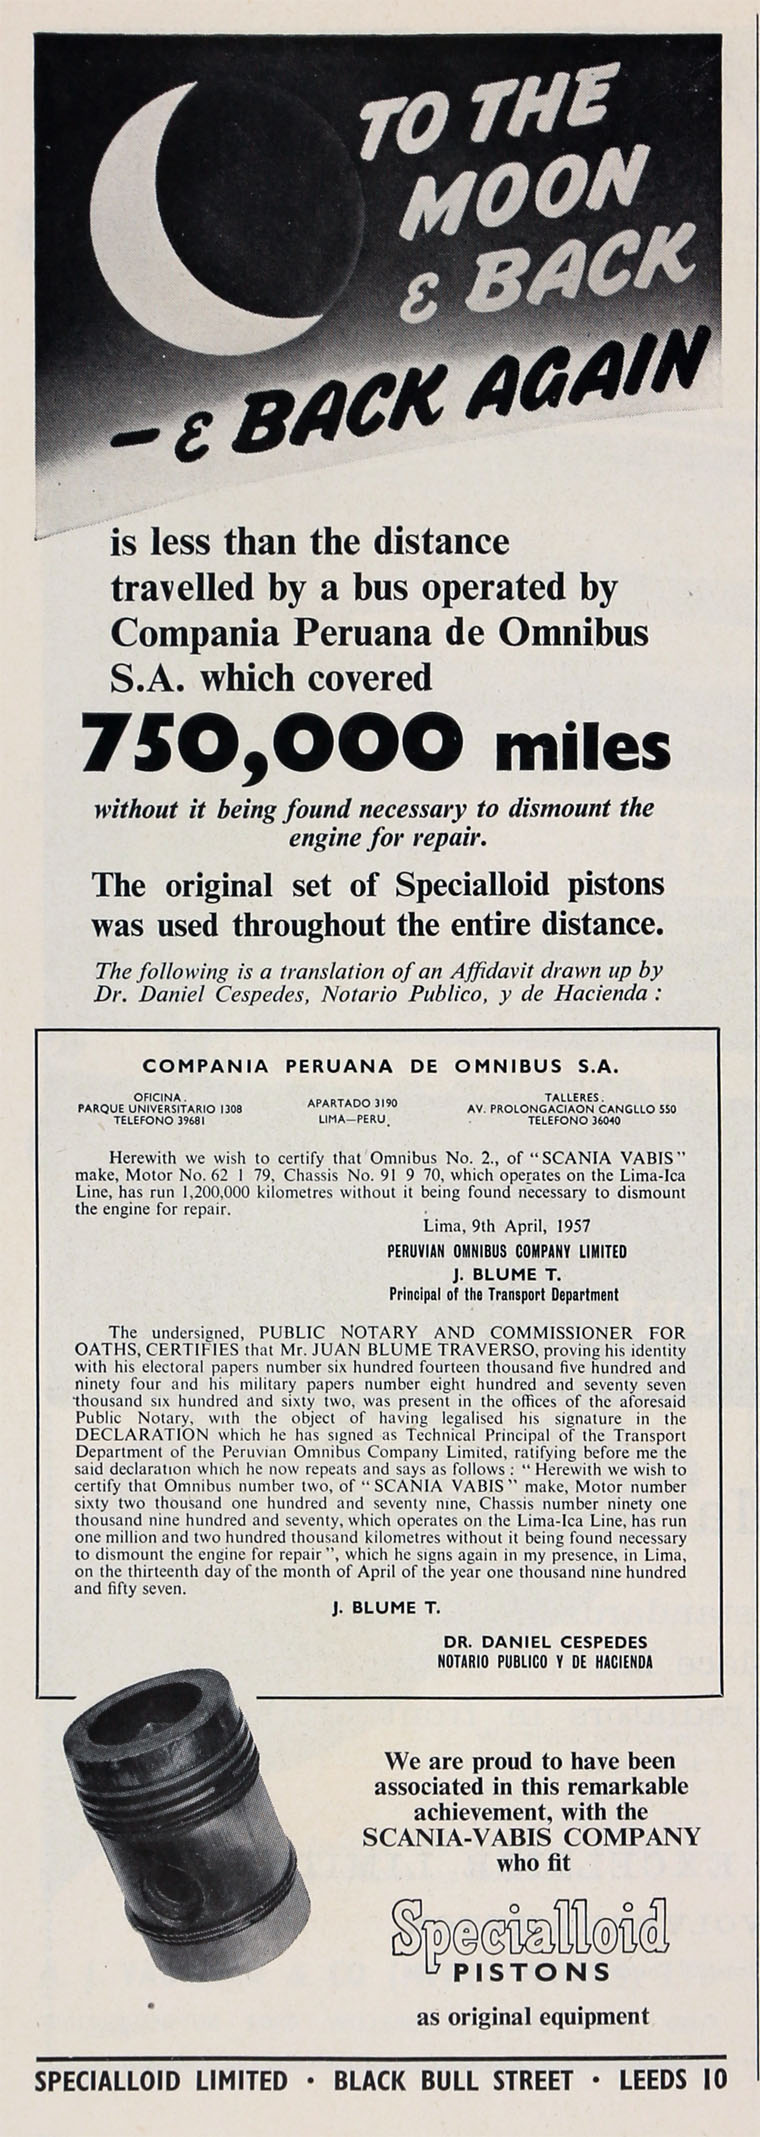 TO THE
MOON
& BACK
— & BACK AGAIN
is less than the distance
travelled by a bus operated by
Compania Peruana de Omnibus
S.A. which covered
750,000 miles
without it being found necessary to dismount the
engine for repair.
The original set of Specialloid pistons
was used throughout the entire distance.
The following is a translation of an Affidavit drawn up by
Dr. Daniel Cespedes, Notario Publico, y de Hacienda :
COMPANIA PERUANA DE OMNIBUS S.A.
OFICINA.
PARQUE UNIVERSITARIO 1308
TELEFONO 39681
APARTADO 3190
LIMA—PERU.
TALLERES.
AV. PROLONGACIAON CANGLLO 550
TELEFONO 36040
Herewith we wish to certify that Omnibus No. 2., of "SCANIA VABIS"
make, Motor No. 62 1 79, Chassis No. 91 9 70, which operates on the Lima-Ica
Line, has run 1,200,000 kilometres without it being found necessary to dismount
the engine for repair.
Lima, 9th April, 1957
PERUVIAN OMNIBUS COMPANY LIMITED
J. BLUME T.
Principal of the Transport Department
The undersigned, PUBLIC NOTARY AND COMMISSIONER FOR
OATHS, CERTIFIES that Mr. JUAN BLUME TRAVERSO, proving his identity
with his electoral papers number six hundred fourteen thousand five hundred and
ninety four and his military papers number eight hundred and seventy seven
thousand six hundred and sixty two, was present in the offices of the aforesaid
Public Notary, with the object of having legalised his signature in the
DECLARATION which he has signed as Technical Principal of the Transport
Department of the Peruvian Omnibus Company Limited, ratifying before me the
said declaration which he now repeats and says as follows : " Herewith we wish to
certify that Omnibus number two, of "SCANIA VABIS" make, Motor number
sixty two thousand one hundred and seventy nine, Chassis number ninety one
thousand nine hundred and seventy, which operates on the Lima-Ica Line, has run
one million and two hundred thousand kilometres without it being found necessary
to dismount the engine for repair", which he signs again in my presence, in Lima,
on the thirteenth day of the month of April of the year one thousand nine hundred
and fifty seven.
J. BLUME T.
DR. DANIEL CESPEDES
NOTARIO PUBLICO Y DE HACIENDA
We are proud to have been
associated in this remarkable
achievement, with the
SCANIA-VABIS COMPANY
who fit
Specialloid
PISTONS
as original equipment
SPECIALLOID LIMITED • BLACK BULL STREET • LEEDS 10